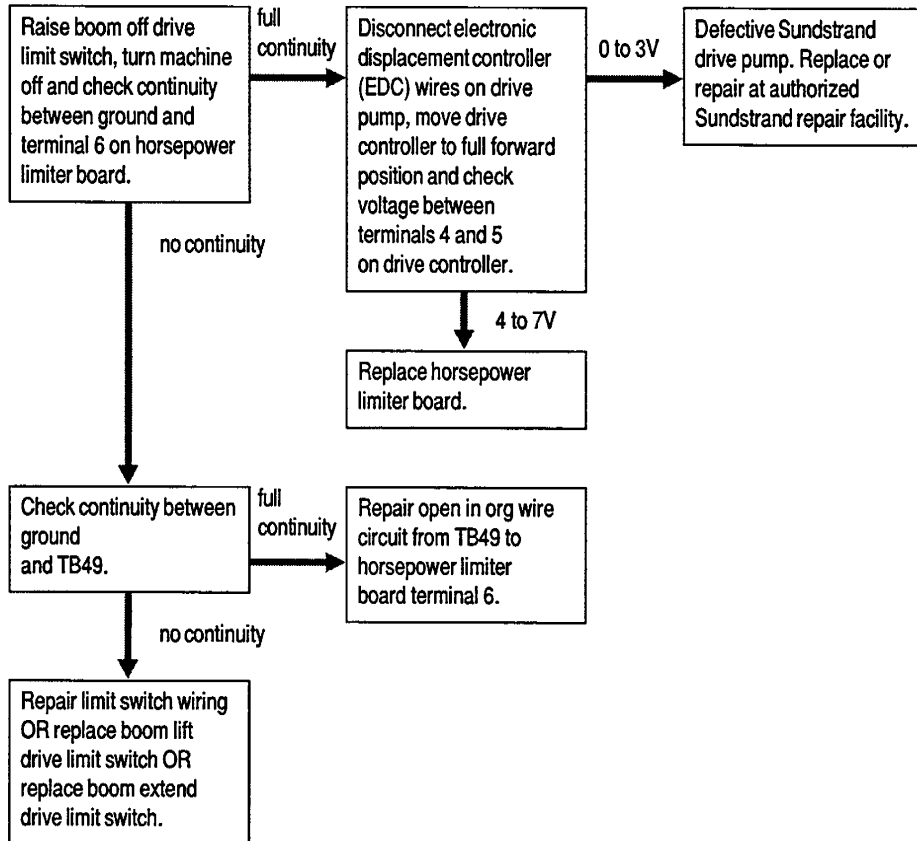 Raise boom off drive
limit switch, turn machine
off and check continuity
between ground and
terminal 6 on horsepower
limiter board.
full
continuity
Disconnect electronic
displacement controller
(EDC) wires on drive
pump, move drive
controller to full forward
position and check
voltage between
terminals 4 and 5
on drive controller.
0 to 3V
Defective Sundstrand
drive pump. Replace or
repair at authorized
Sundstrand repair facility.
no continuity
4 to 7V
Replace horsepower
limiter board.
Check continuity between
ground
and TB49.
full
continuity
Repair open in org wire
circuit from TB49 to
horsepower limiter
board terminal 6.
no continuity
Repair limit switch wiring
OR replace boom lift
drive limit switch OR
replace boom extend
drive limit switch.